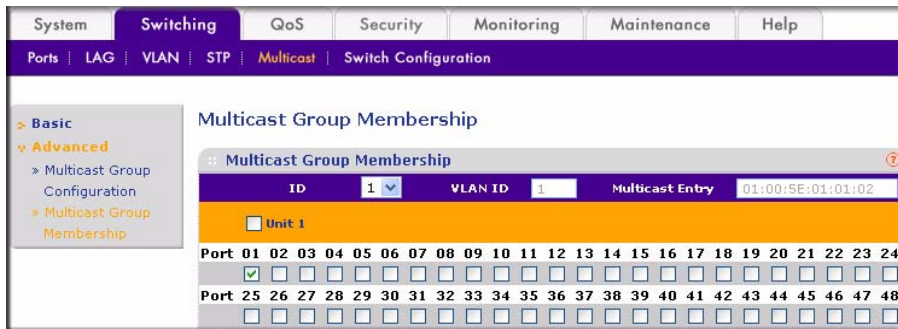 System Switching QoS Security Monitoring Maintenance Help
Ports LAG VLAN STP Multicast Switch Configuration
Basic
Advanced
» Multicast Group
Configuration
» Multicast Group
Membership
Multicast Group Membership
Multicast Group Membership ?
ID 1 VLAN ID 1 Multicast Entry 01:00:5E:01:01:02
Unit 1
Port 01 02 03 04 05 06 07 08 09 10 11 12 13 14 15 16 17 18 19 20 21 22 23 24
Port 25 26 27 28 29 30 31 32 33 34 35 36 37 38 39 40 41 42 43 44 45 46 47 48